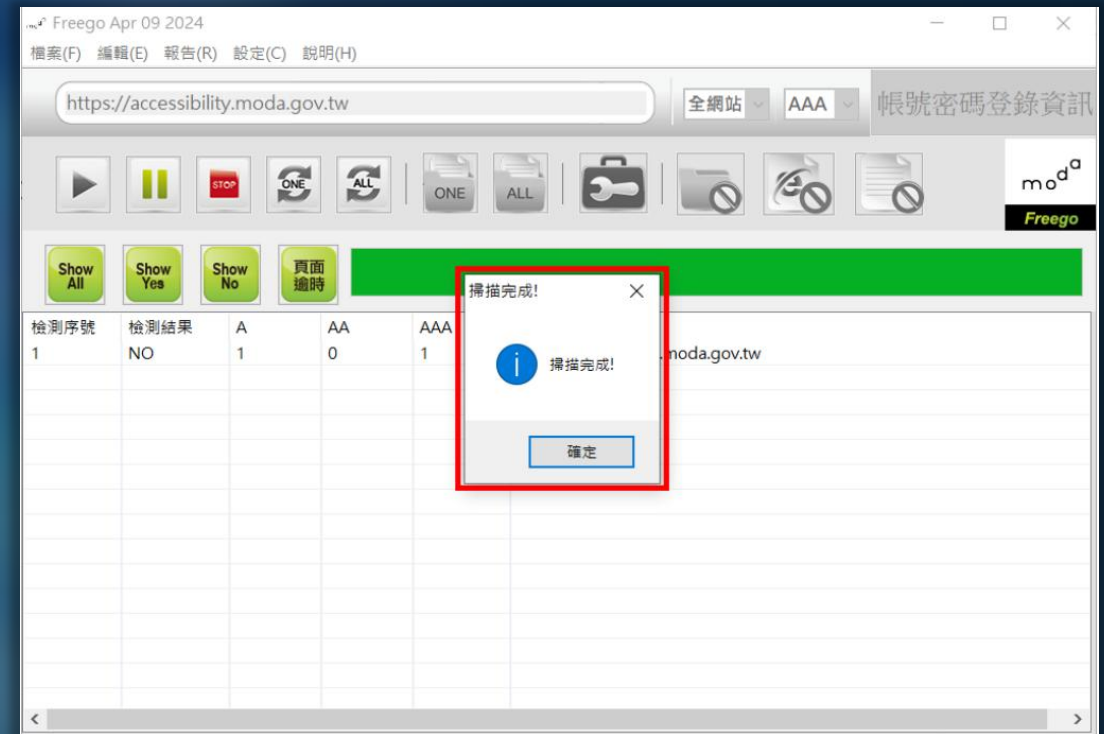 Freego Apr 09 2024
檔案(F) 編輯(E) 報告(R) 設定(C) 說明(H)
https://accessibility.moda.gov.tw 全網站 AAA 帳號密碼登錄資訊
STOP ONE ALL ONE ALL moda
Freego
Show All Show Yes Show No 頁面逾時
掃描完成!
檢測序號 檢測結果 A AA AAA
1 NO 1 0 1 .moda.gov.tw
掃描完成!
確定